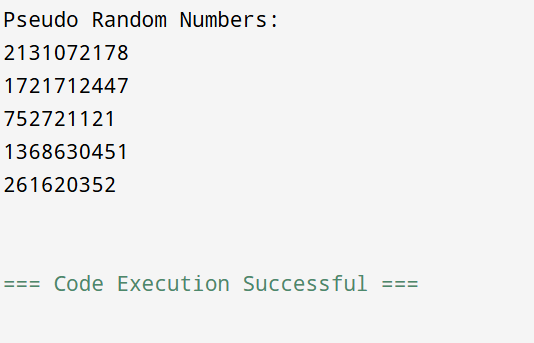 Pseudo Random Numbers:
2131072178
1721712447
752721121
1368630451
261620352
=== Code Execution Successful ===